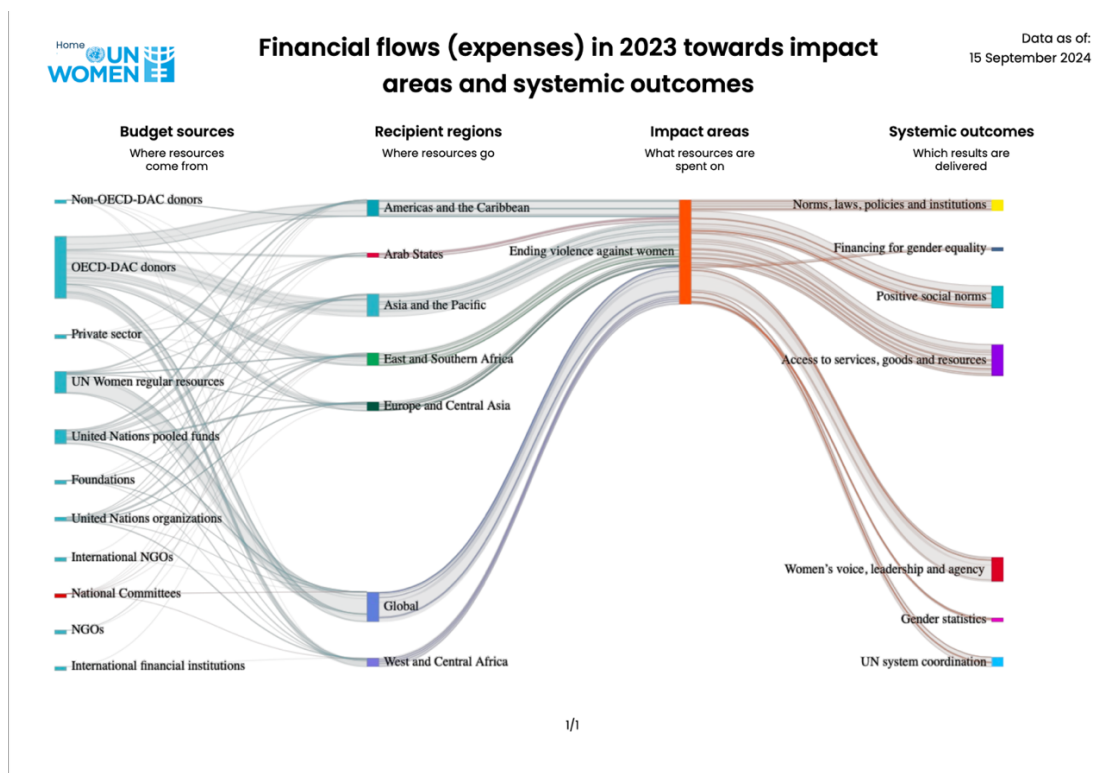 Home
UN
WOMEN
Financial flows (expenses) in 2023 towards impact
areas and systemic outcomes
Data as of:
15 September 2024
Budget sources
Where resources
come from
Recipient regions
Where resources go
Impact areas
What resources are
spent on
Systemic outcomes
Which results are
delivered
Non-OECD-DAC donors
OECD-DAC donors
Private sector
UN Women regular resources
United Nations pooled funds
Foundations
United Nations organizations
International NGOs
National Committees
NGOs
International financial institutions
Americas and the Caribbean
Arab States
Asia and the Pacific
East and Southern Africa
Europe and Central Asia
Global
West and Central Africa
Ending violence against women
Norms, laws, policies and institutions
Financing for gender equality
Positive social norms
Access to services, goods and resources
Women's voice, leadership and agency
Gender statistics
UN system coordination
1/1